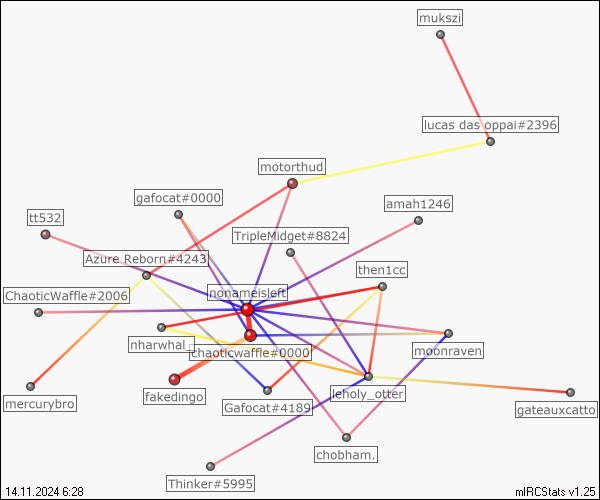 mukszi
lucas das oppai#2396
motorthud
gafocat#0000
amah1246
tt532
TripleMidget#8824
Azure_Reborn#4243
then1cc
nonameisleft
ChaoticWaffle#2006
nharwhal_
chaoticwaffle#0000
moonraven
fakedingo
leholy_otter
mercurybro
Gafocat#4189
gateauxcatto
chobham.
Thinker#5995
14.11.2024 6:28
mIRCStats v1.25